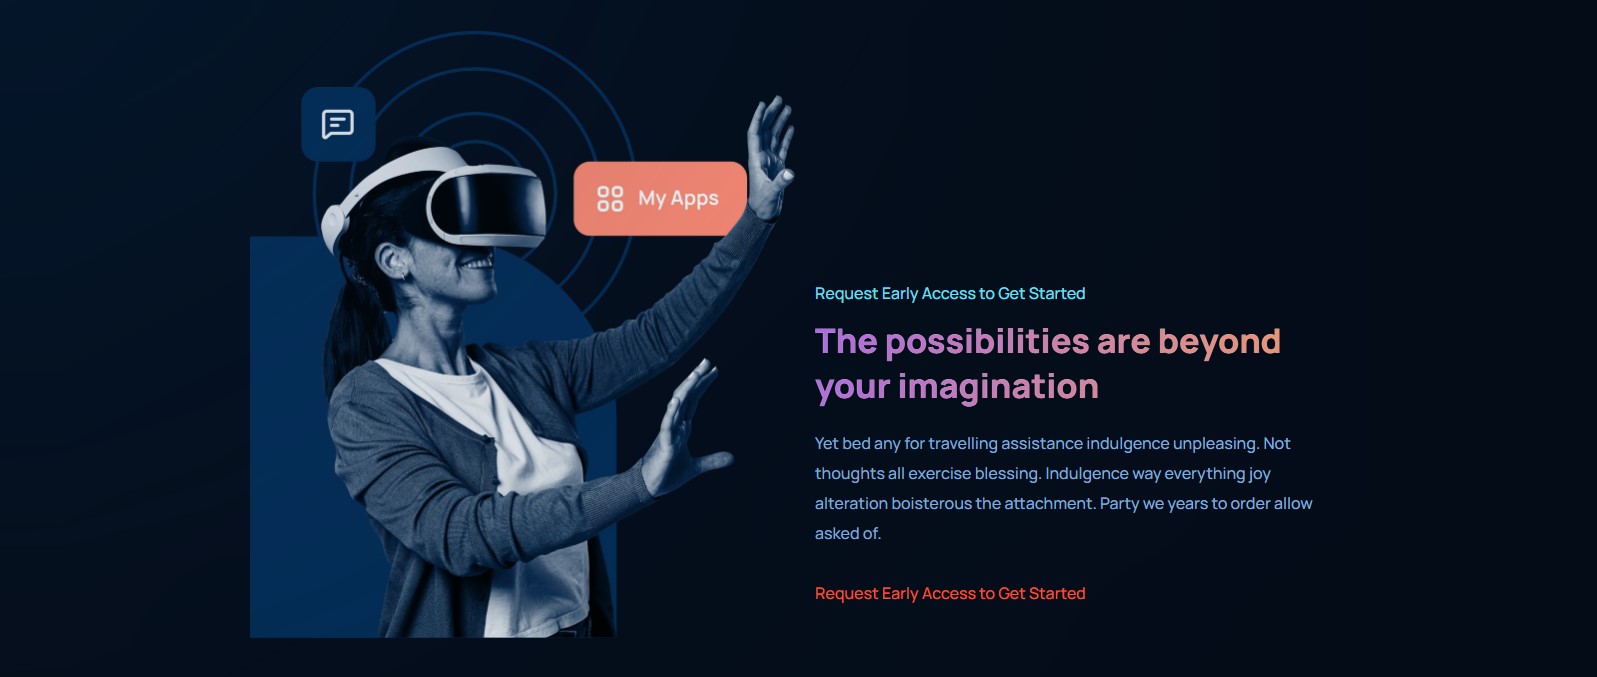 My Apps
Request Early Access to Get Started
The possibilities are beyond
your imagination
Yet bed any for travelling assistance indulgence unpleasing. Not
thoughts all exercise blessing. Indulgence way everything joy
alteration boisterous the attachment. Party we years to order allow
asked of.
Request Early Access to Get Started